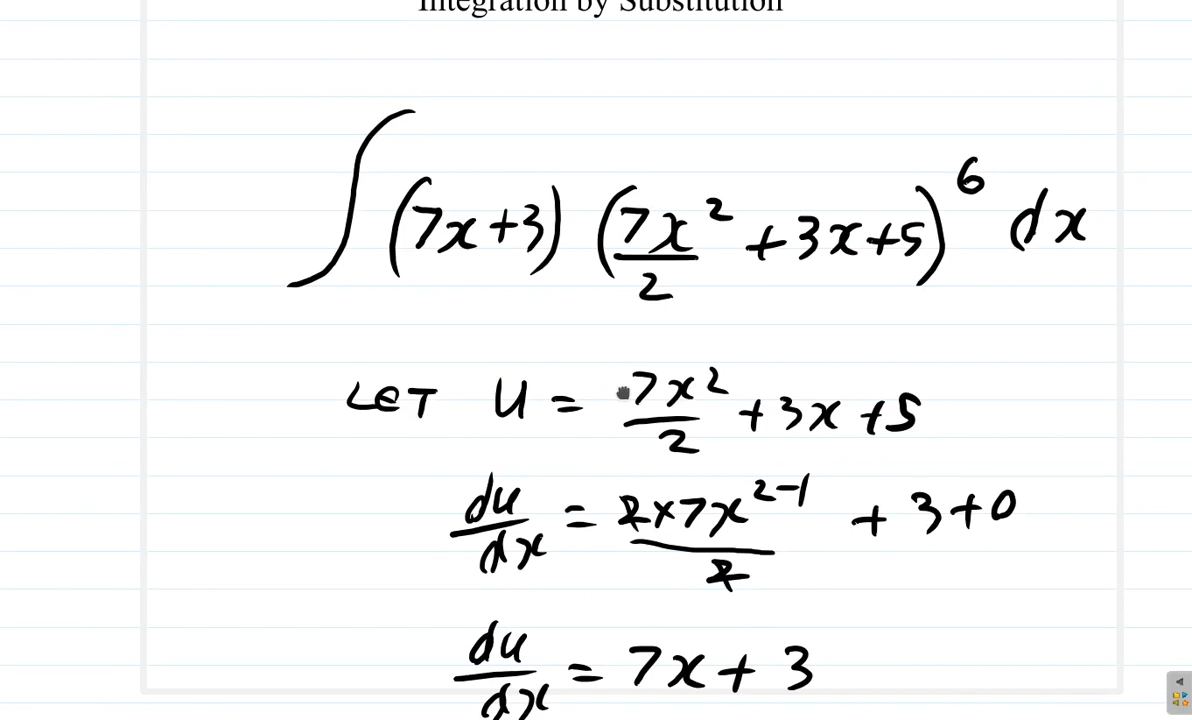 Integration by Substitution
∫ (7x+3) (7x²/2 +3x+5)⁶ dx
LET U = 7x²/2 +3x+5
du/dx = 2×7x²⁻¹/2 + 3+0
du/dx = 7x+3